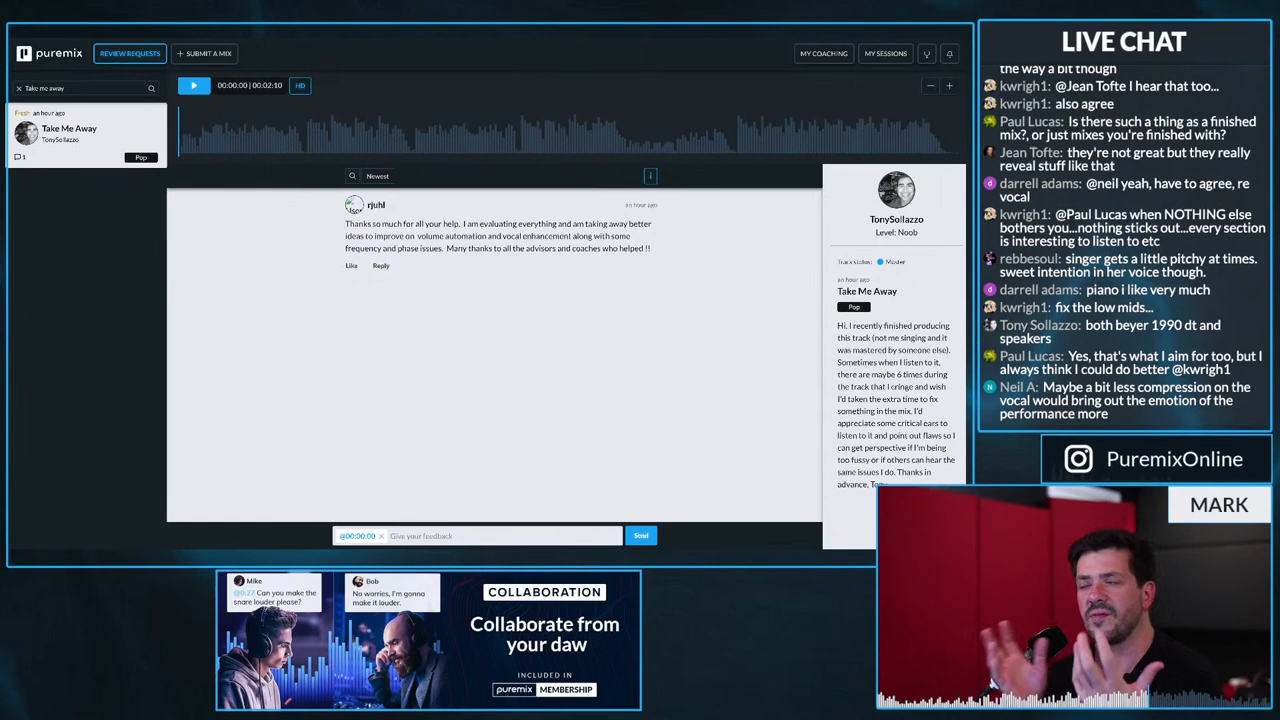 puremix
REVIEW REQUESTS
+ SUBMIT A MIX
MY COACHING
MY SESSIONS
Take me away
00:00:00 | 00:02:10
HD
Fresh an hour ago
Take Me Away
TonySollazzo
1
Pop
Newest
rjuhl
an hour ago
Thanks so much for all your help. I am evaluating everything and am taking away better
ideas to improve on volume automation and vocal enhancement along with some
frequency and phase issues. Many thanks to all the advisors and coaches who helped !!
Like
Reply
@00:00:00
Give your feedback
Send
TonySollazzo
Level: Noob
Track status: Master
an hour ago
Take Me Away
Pop
Hi, I recently finished producing
this track (not me singing and it
was mastered by someone else).
Sometimes when I listen to it,
there are maybe 6 times during
the track that I cringe and wish
I'd taken the extra time to fix
something in the mix. I'd
appreciate some critical ears to
listen to it and point out flaws so I
can get perspective if I'm being
too fussy or if others can hear the
same issues I do. Thanks in
advance,
LIVE CHAT
the way a bit though
kwrigh1: @Jean Tofte I hear that too...
kwrigh1: also agree
Paul Lucas: Is there such a thing as a finished
mix?, or just mixes you're finished with?
Jean Tofte: they're not great but they really
reveal stuff like that
d darrell adams: @neil yeah, have to agree, re
vocal
kwrigh1: @Paul Lucas when NOTHING else
bothers you...nothing sticks out...every section
is interesting to listen to etc
rebbesoul: singer gets a little pitchy at times.
sweet intention in her voice though.
d darrell adams: piano i like very much
kwrigh1: fix the low mids...
Tony Sollazzo: both beyer 1990 dt and
speakers
Paul Lucas: Yes, that's what I aim for too, but I
always think I could do better @kwrigh1
N Neil A: Maybe a bit less compression on the
vocal would bring out the emotion of the
performance more
PuremixOnline
MARK
Mike
@0:27 Can you make the
snare louder please?
Bob
No worries, I'm gonna
make it louder.
COLLABORATION
Collaborate from
your daw
INCLUDED IN
puremix MEMBERSHIP